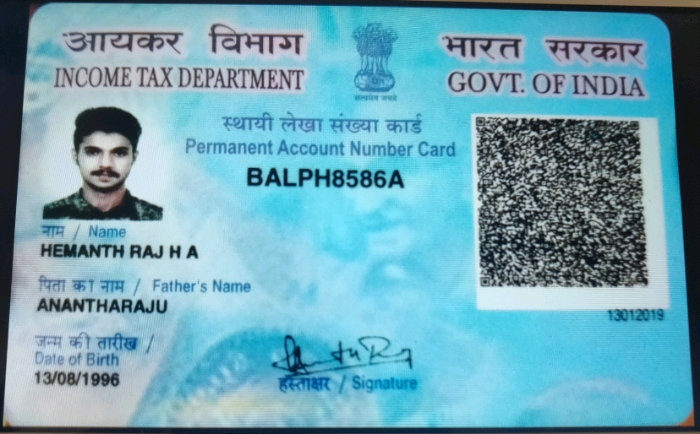 आयकर विभाग
INCOME TAX DEPARTMENT
सत्यमेव जयते
भारत सरकार
GOVT. OF INDIA
स्थायी लेखा संख्या कार्ड
Permanent Account Number Card
BALPH8586A
नाम / Name
HEMANTH RAJ H A
पिता का नाम / Father's Name
ANANTHARAJU
जन्म की तारीख /
Date of Birth
13/08/1996
हस्ताक्षर / Signature
13012019